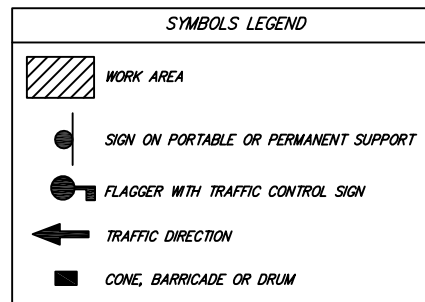 SYMBOLS LEGEND
WORK AREA
SIGN ON PORTABLE OR PERMANENT SUPPORT
FLAGGER WITH TRAFFIC CONTROL SIGN
TRAFFIC DIRECTION
CONE, BARRICADE OR DRUM